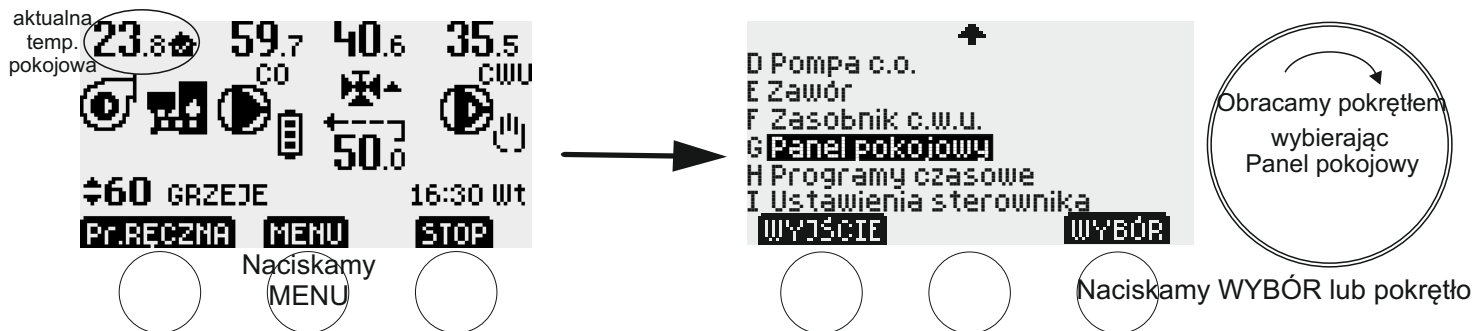 aktualna
temp.
pokojowa
23.8 59.7 40.6 35.5
CO CWU
50.0
60 GRZEJE 16:30 Wt
Pr.RĘCZNA MENU STOP
Naciskamy
MENU
D Pompa c.o.
E Zawór
F Zasobnik c.w.u.
G Panel pokojowy
H Programy czasowe
I Ustawienia sterownika
WYJŚCIE WYBÓR
Obracamy pokrętłem
wybierając
Panel pokojowy
Naciskamy WYBÓR lub pokrętło